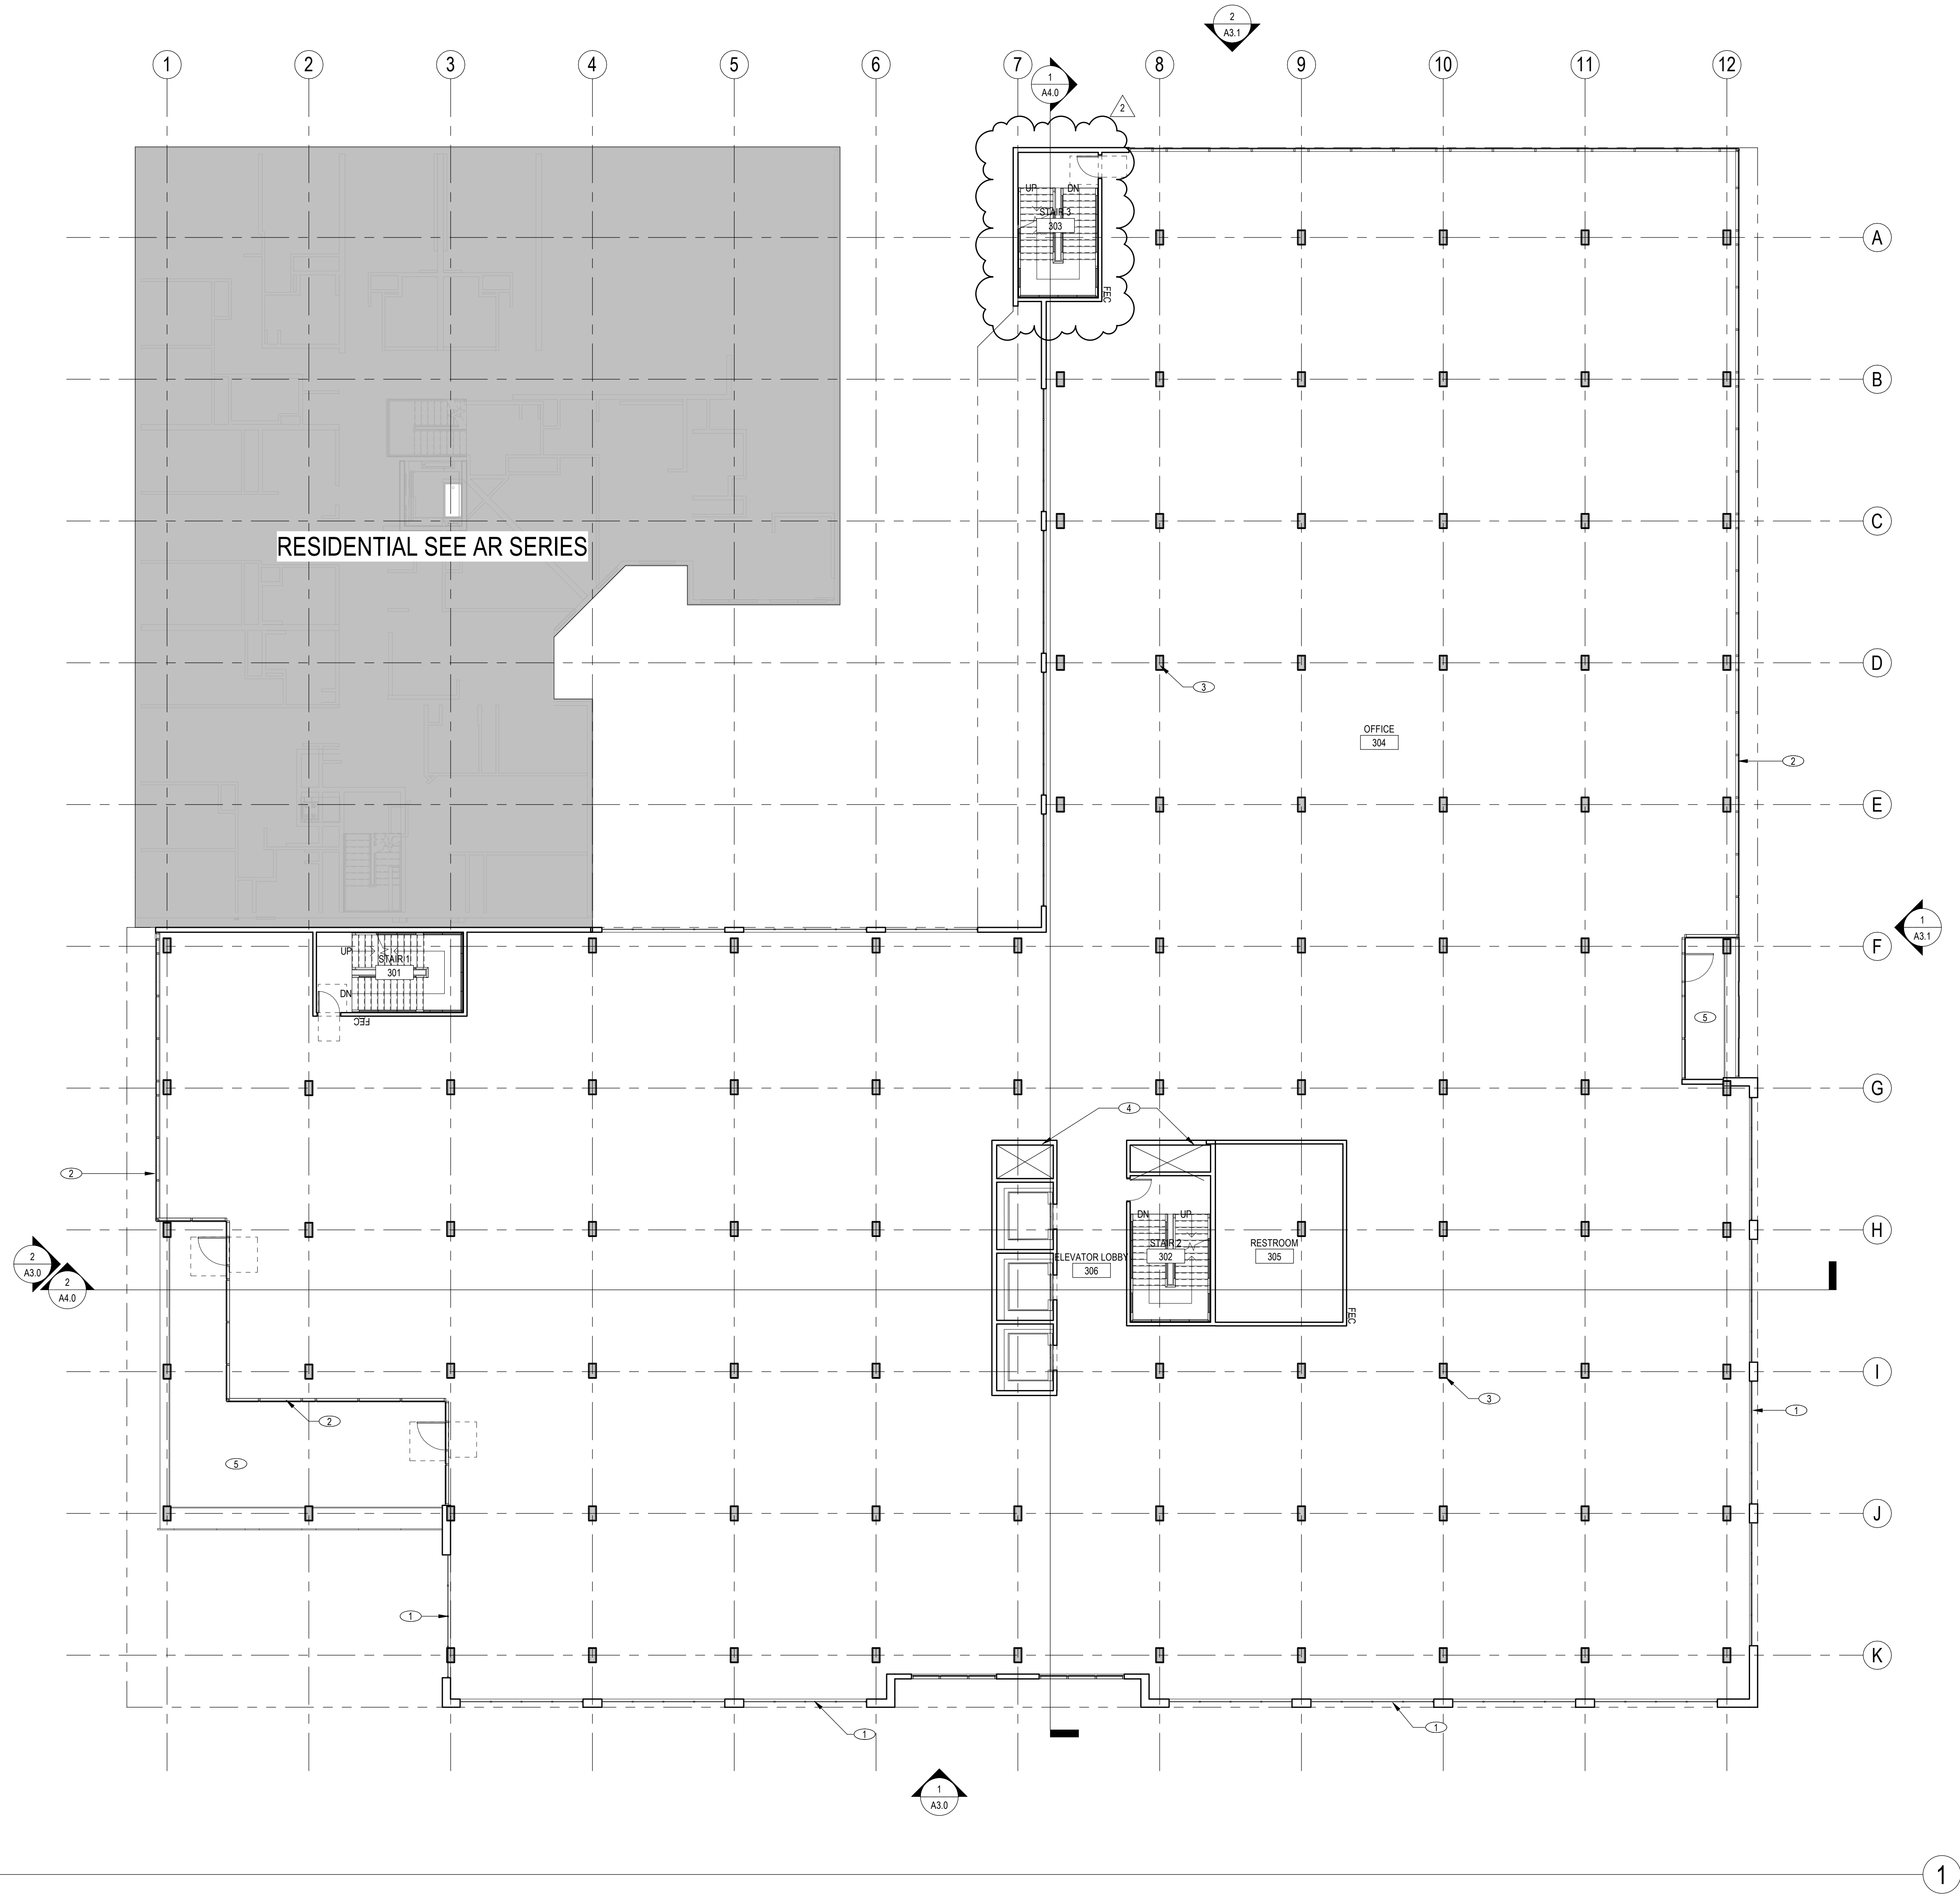 2
A3.1
1 2 3 4 5 6 7 8 9 10 11 12
1
A4.0
2
UP DN
STAIR 3
303
A
FEC
B
C
RESIDENTIAL SEE AR SERIES
D
3
OFFICE
304
2
E
1
A3.1
F
UP
STAIR 1
301
DN
FEC
5
G
4
2
DN UP
H
STAIR 2
302
RESTROOM
305
ELEVATOR LOBBY
306
2
A3.0
2
A4.0
FEC
I
3
1
2
5
J
1
K
1
1
1
A3.0
1